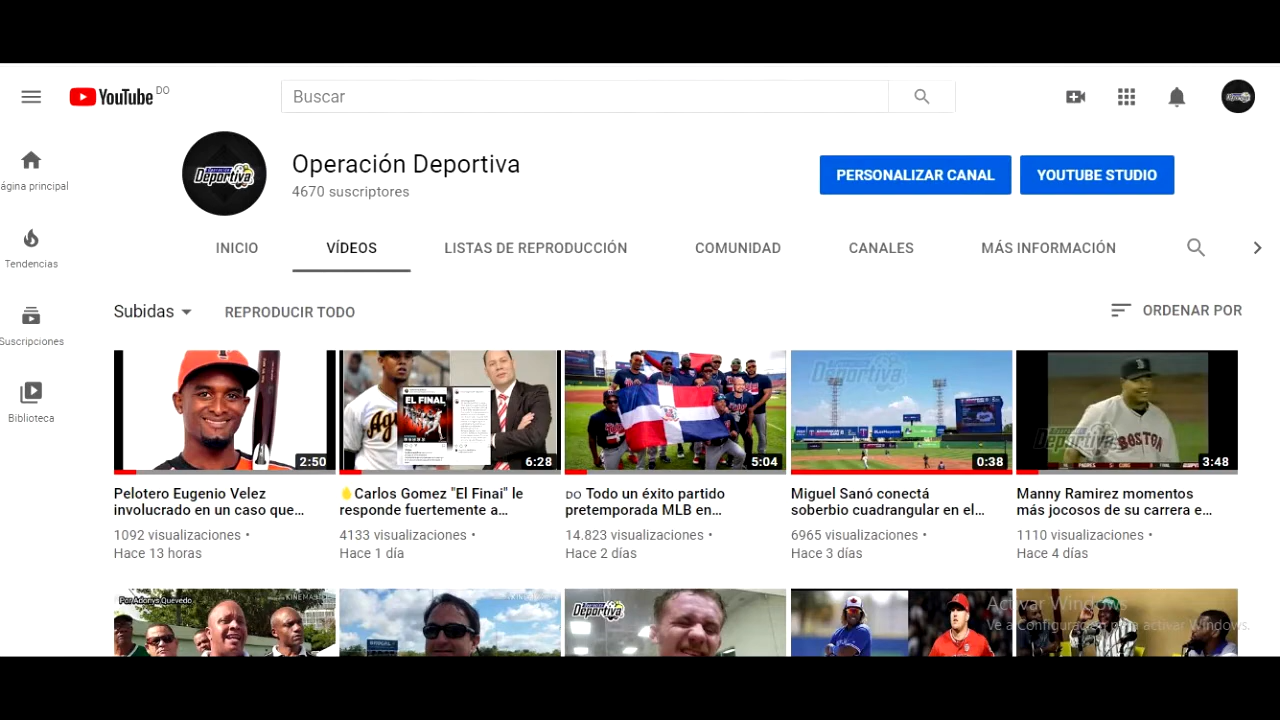 YouTube DO
Buscar
Operación Deportiva
4670 suscriptores
PERSONALIZAR CANAL
YOUTUBE STUDIO
ágina principal
Tendencias
Suscripciones
Biblioteca
INICIO
VÍDEOS
LISTAS DE REPRODUCCIÓN
COMUNIDAD
CANALES
MÁS INFORMACIÓN
Subidas
REPRODUCIR TODO
ORDENAR POR
EL FINAL
Deportiva
BOSTON
2:50
6:28
5:04
0:38
3:48
Pelotero Eugenio Velez
involucrado en un caso que…
1092 visualizaciones •
Hace 13 horas
Carlos Gomez "El Finai" le
responde fuertemente a…
4133 visualizaciones •
Hace 1 día
DO Todo un éxito partido
pretemporada MLB en…
14.823 visualizaciones •
Hace 2 días
Miguel Sanó conectá
soberbio cuadrangular en el…
6965 visualizaciones •
Hace 3 días
Manny Ramirez momentos
más jocosos de su carrera e…
1110 visualizaciones •
Hace 4 días
Por Adonys Quevedo
Deportiva
Activar Windows
Ve a Configuración para activar Windows.